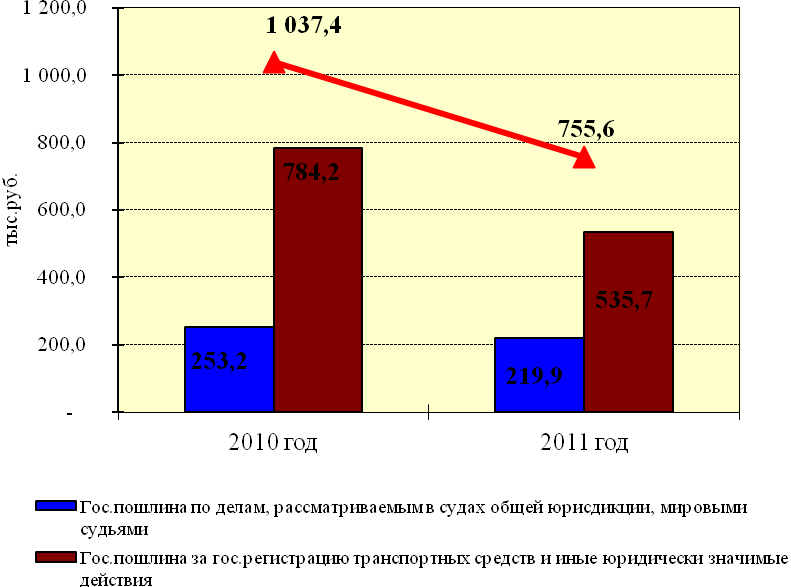 1 200,0
1 037,4
1 000,0
755,6
800,0
784,2
тыс.руб.
600,0
400,0
535,7
253,2
200,0
219,9
-
2010 год
2011 год
Гос.пошлина по делам, рассматриваемым в судах общей юрисдикции, мировыми
судьями
Гос.пошлина за гос.регистрацию транспортных средств и иные юридически значимые
действия